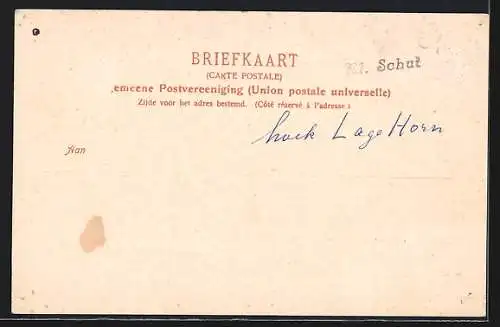 BRIEFKAART
(CARTE POSTALE)
Schut
emeene Postvereeniging (Union postale universelle)
Zijde voor het adres bestemd. (Côté réservé à l'adresse)
hoek Lage Horn
Aan